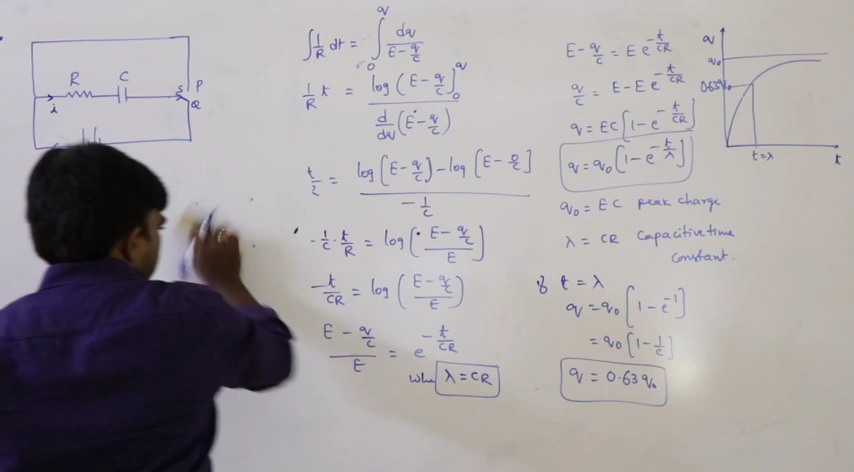 R C S P
i Q
∫ 1/R dt = ∫₀^q dq / (E - q/c)
1/R t = log (E - q/c]₀^q / d/dq (E - q/c)
t/2 = log [E - q/c) - log [E - 0/c] / - 1/c
- 1/c · t/R = log ( E - q/c / E )
- t/CR = log ( E - q/c / E )
E - q/c / E = e^(-t/CR)
λ = CR
E - q/c = E e^(-t/CR)
q/c = E - E e^(-t/CR)
q = EC [1 - e^(-t/CR)]
q = q₀ [1 - e^(-t/λ)]
q₀ = EC peak charge
λ = CR Capacitive time
constant.
If t = λ
q = q₀ [1 - e^(-1)]
= q₀ [1 - 1/e]
q = 0.63 q₀
q
q₀
0.63q₀
t=λ t